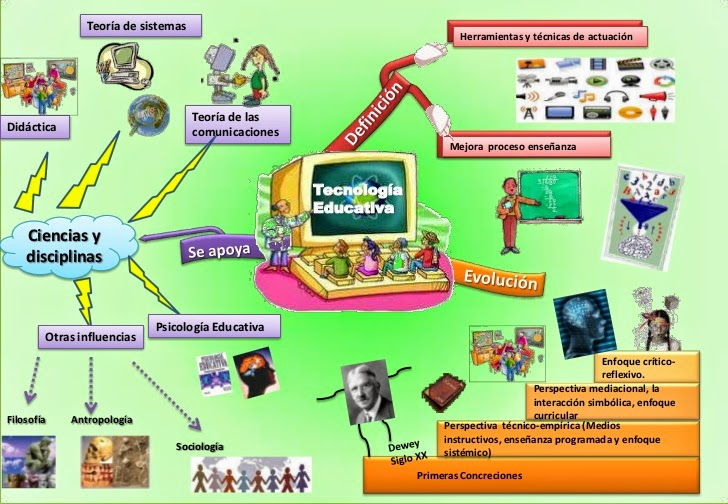 Teoría de sistemas
Didáctica
Teoría de las
comunicaciones
Ciencias y
disciplinas
Se apoya
Otras influencias
Psicología Educativa
Filosofía
Antropología
Sociología
Tecnología
Educativa
Definición
Herramientas y técnicas de actuación
Mejora proceso enseñanza
Evolución
Enfoque crítico-
reflexivo.
Perspectiva mediacional, la
interacción simbólica, enfoque
curricular
Perspectiva técnico-empírica (Medios
instructivos, enseñanza programada y enfoque
sistémico)
Dewey
Siglo XX
Primeras Concreciones